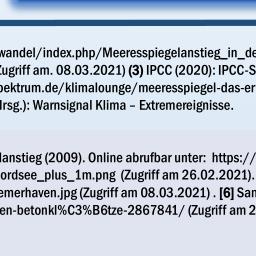 wandel/index.php/Meeresspiegelanstieg_in_de
Zugriff am. 08.03.2021) (3) IPCC (2020): IPCC-S
pektrum.de/klimalounge/meeresspiegel-das-er
Hrsg.): Warnsignal Klima – Extremereignisse.
lanstieg (2009). Online abrufbar unter: https://
ordsee_plus_1m.png (Zugriff am 26.02.2021).
emerhaven.jpg (Zugriff am 08.03.2021) . [6] San
en-betonkl%C3%B6tze-2867841/ (Zugriff am 2